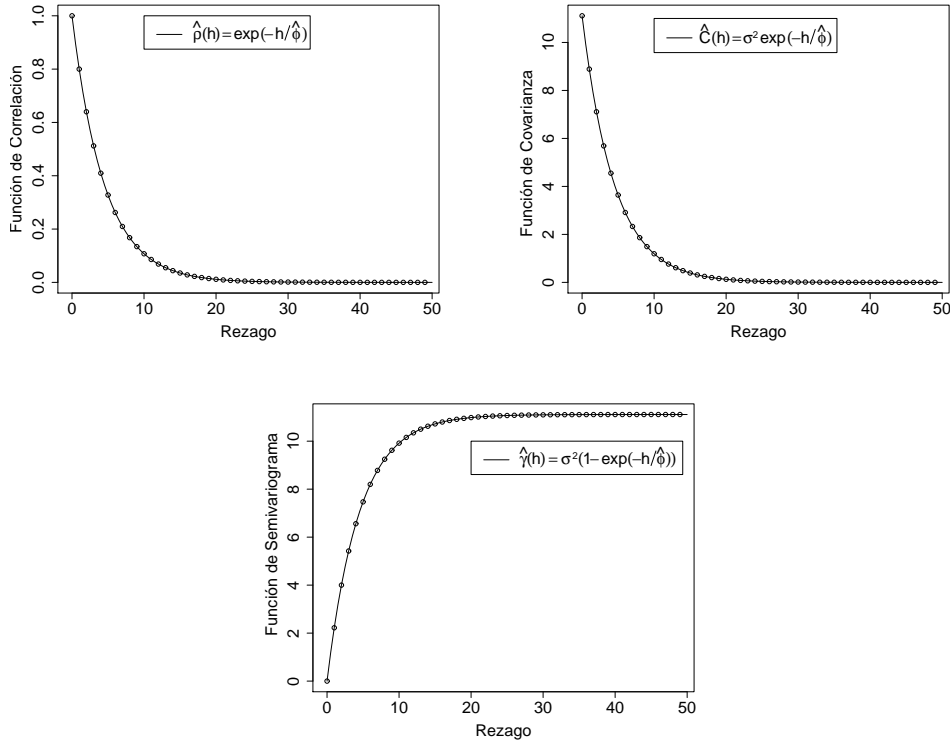 Función de Correlación
1.0
0.8
0.6
0.4
0.2
0.0
ρ̂(h)=exp(−h/ϕ̂)
0 10 20 30 40 50
Rezago
Función de Covarianza
10
8
6
4
2
0
Ĉ(h)=σ²exp(−h/ϕ̂)
0 10 20 30 40 50
Rezago
Función de Semivariograma
10
8
6
4
2
0
γ̂(h)=σ²(1−exp(−h/ϕ̂))
0 10 20 30 40 50
Rezago